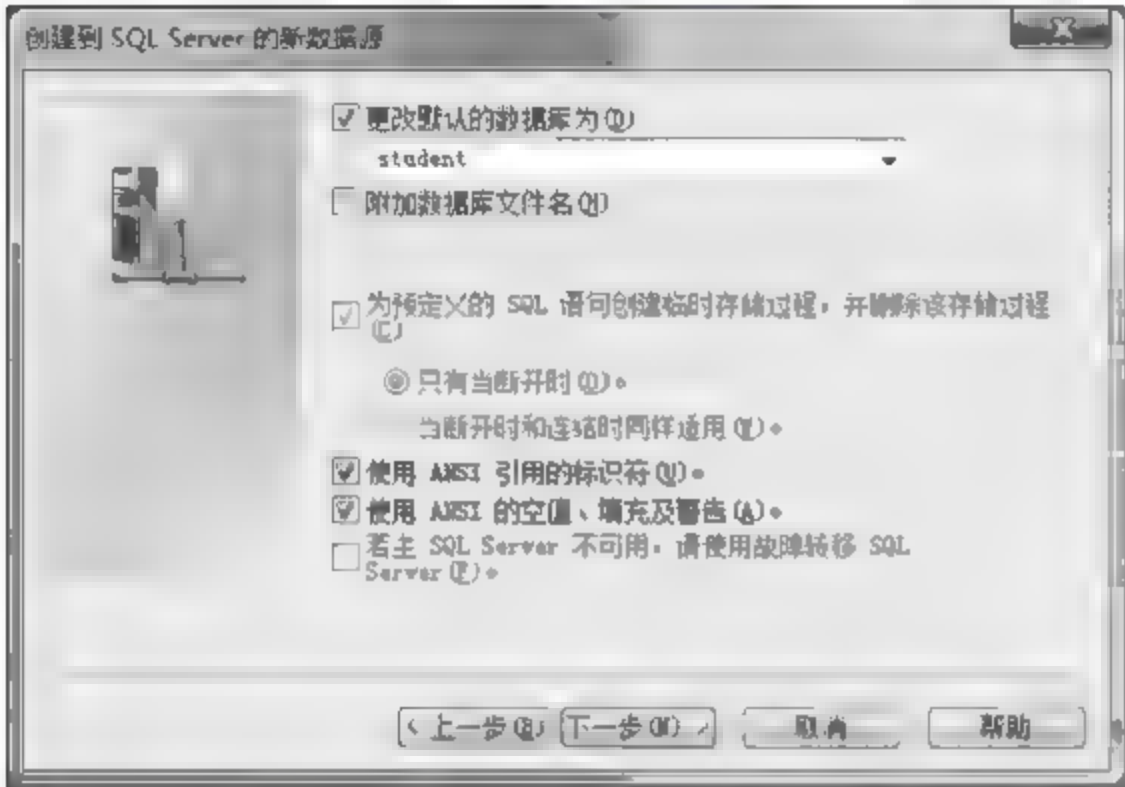 创建到 SQL Server 的新数据源
更改默认的数据库为(D)
student
附加数据库文件名(H)
为预定义的 SQL 语句创建临时存储过程，并删除该存储过程
(C)
只有当断开时(O)。
当断开时和连结时同样适用(W)。
使用 ANSI 引用的标识符(U)。
使用 ANSI 的空值、填充及警告(A)。
若主 SQL Server 不可用，请使用故障转移 SQL
Server(F)。
< 上一步(B) 下一步(N) > 取消 帮助